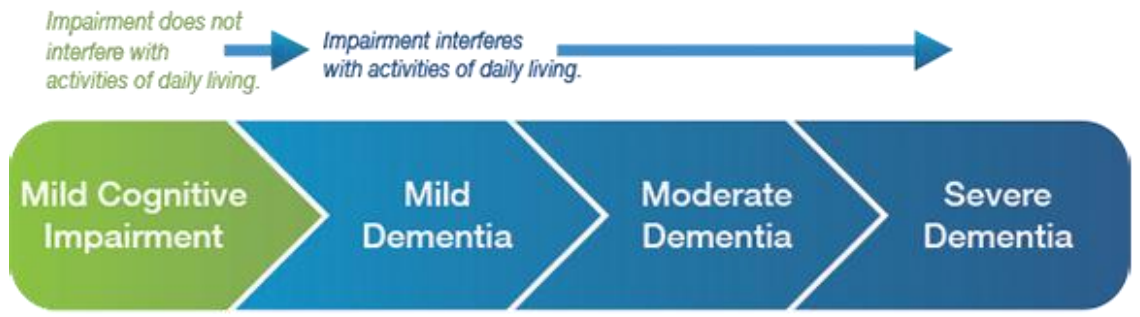 Impairment does not
interfere with
activities of daily living.
Impairment interferes
with activities of daily living.
Mild Cognitive
Impairment
Mild
Dementia
Moderate
Dementia
Severe
Dementia